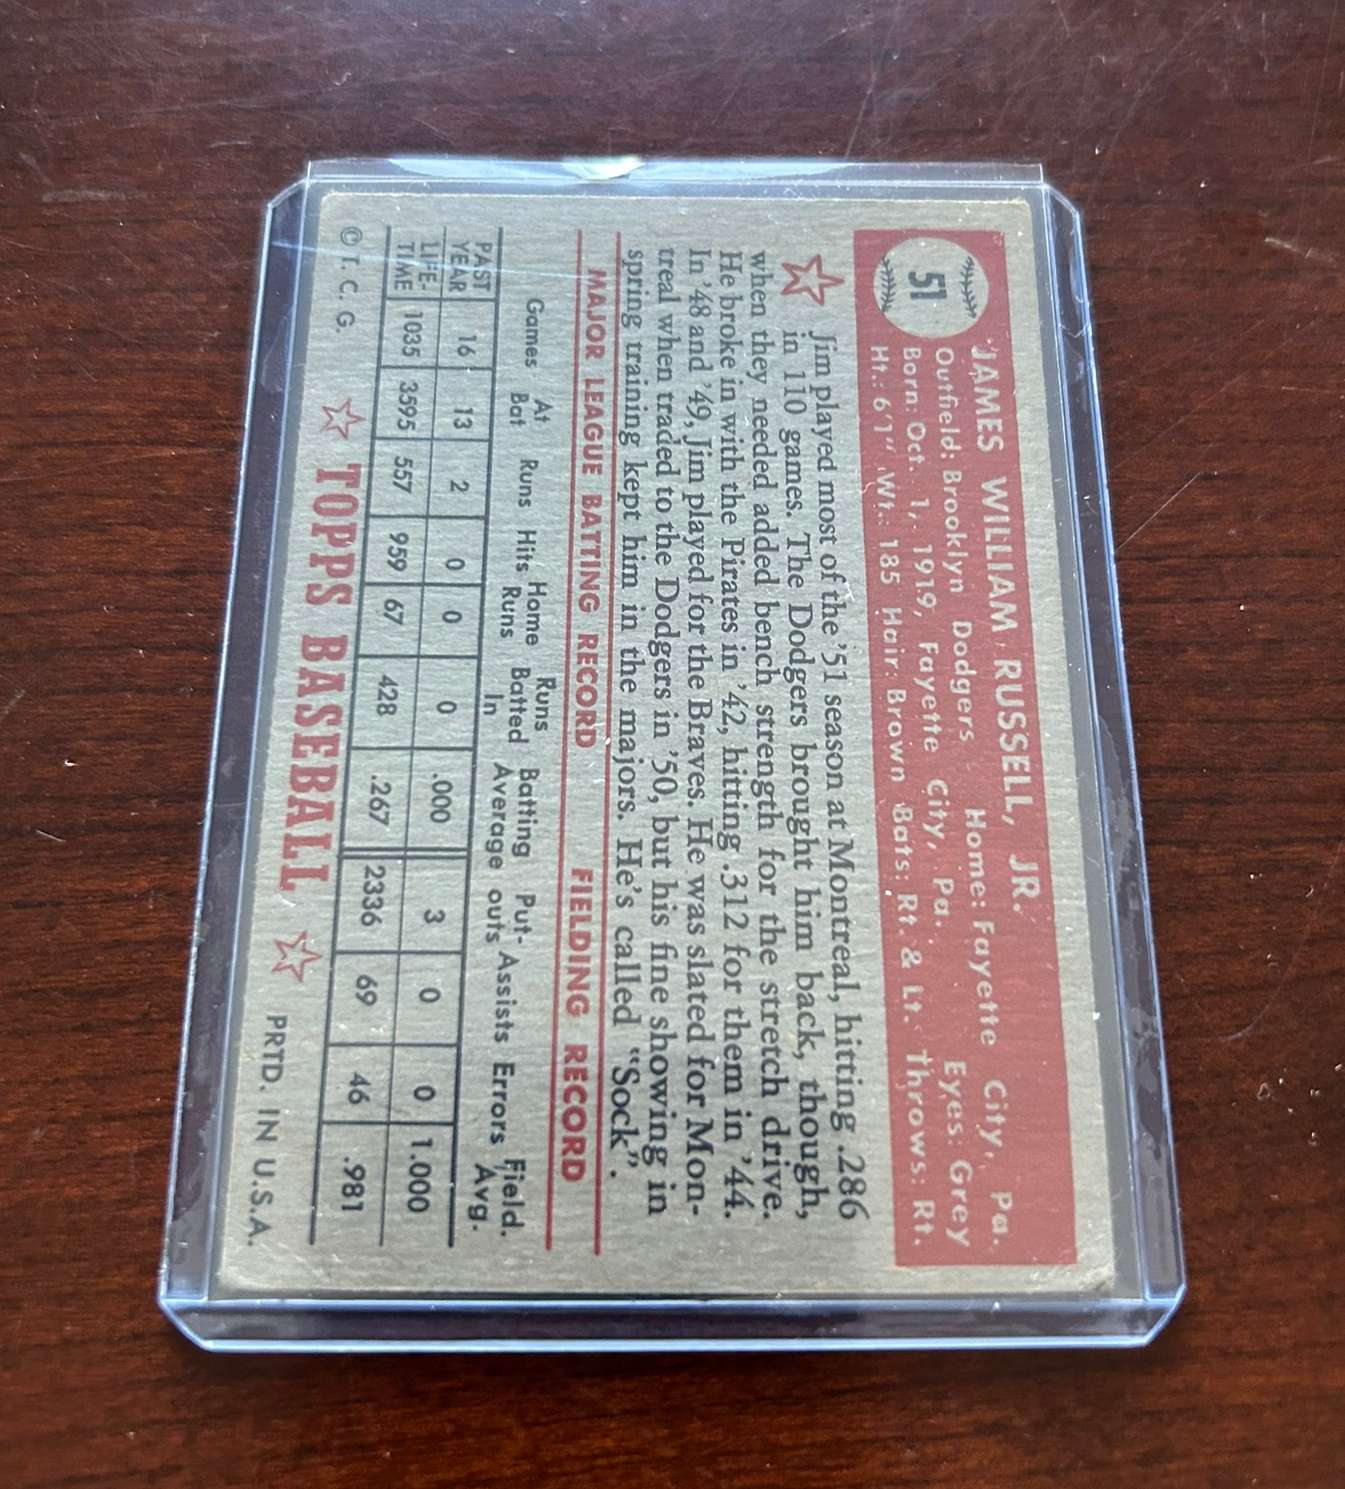 51
JAMES WILLIAM RUSSELL, JR.
Outfield: Brooklyn Dodgers Home: Fayette City, Pa.
Born: Oct. 1, 1919, Fayette City, Pa. Eyes: Grey
Ht.: 6'1" Wt.: 185 Hair: Brown Bats: Rt. & Lt. Throws: Rt.
Jim played most of the '51 season at Montreal, hitting .286
in 110 games. The Dodgers brought him back, though,
when they needed added bench strength for the stretch drive.
He broke in with the Pirates in '42, hitting .312 for them in '44.
In '48 and '49, Jim played for the Braves. He was slated for Mon-
treal when traded to the Dodgers in '50, but his fine showing in
spring training kept him in the majors. He's called "Sock".
MAJOR LEAGUE BATTING RECORD FIELDING RECORD
Games At Bat Runs Hits Home Runs Runs Batted In Batting Average Put-outs Assists Errors Field. Avg.
PAST YEAR 16 13 2 0 0 0 .000 3 0 0 1.000
LIFE-TIME 1035 3595 557 959 67 428 .267 2336 69 46 .981
© T. C. G. TOPPS BASEBALL PRTD. IN U.S.A.